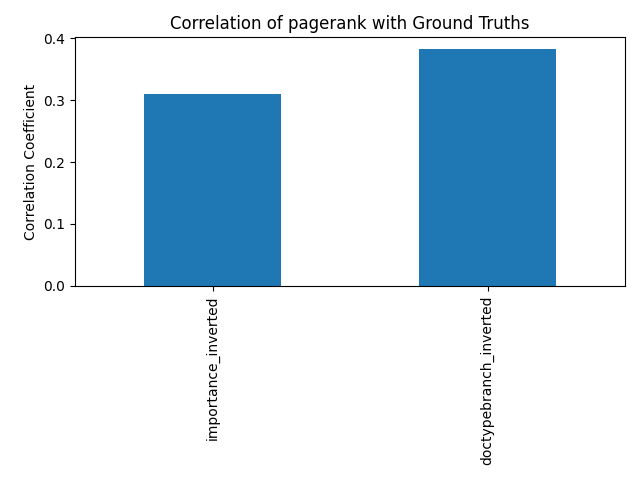 Correlation of pagerank with Ground Truths
Correlation Coefficient
0.4
0.3
0.2
0.1
0.0
importance_inverted
doctypebranch_inverted